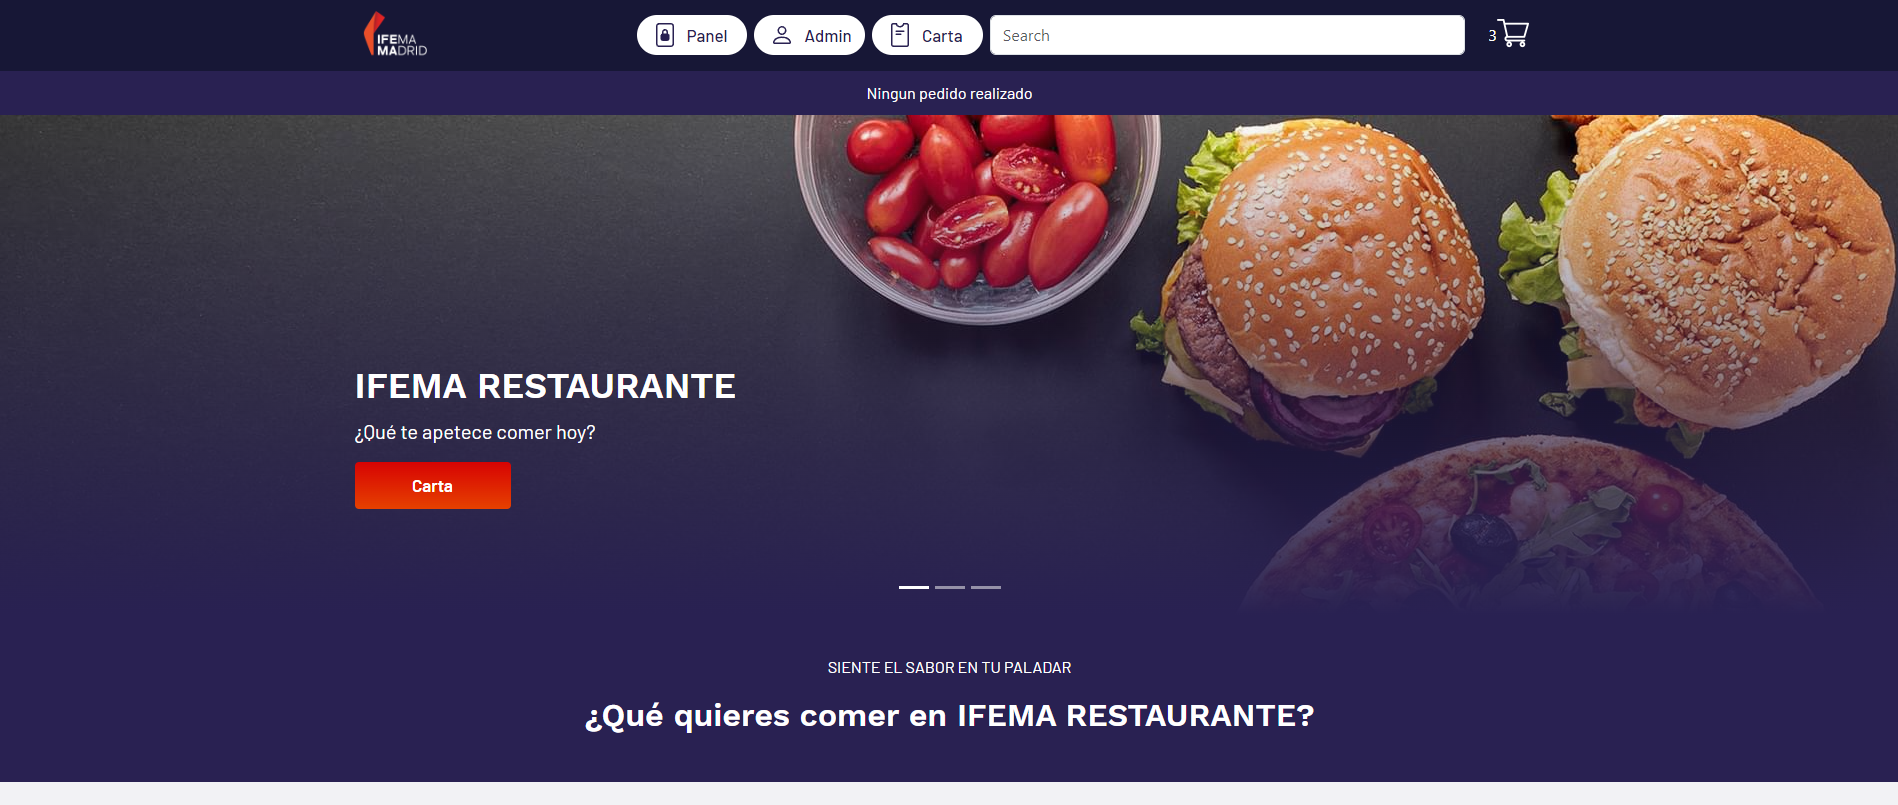 IFEMA
MADRID
Panel
Admin
Carta
Search
3
Ningun pedido realizado
IFEMA RESTAURANTE
¿Qué te apetece comer hoy?
Carta
SIENTE EL SABOR EN TU PALADAR
¿Qué quieres comer en IFEMA RESTAURANTE?